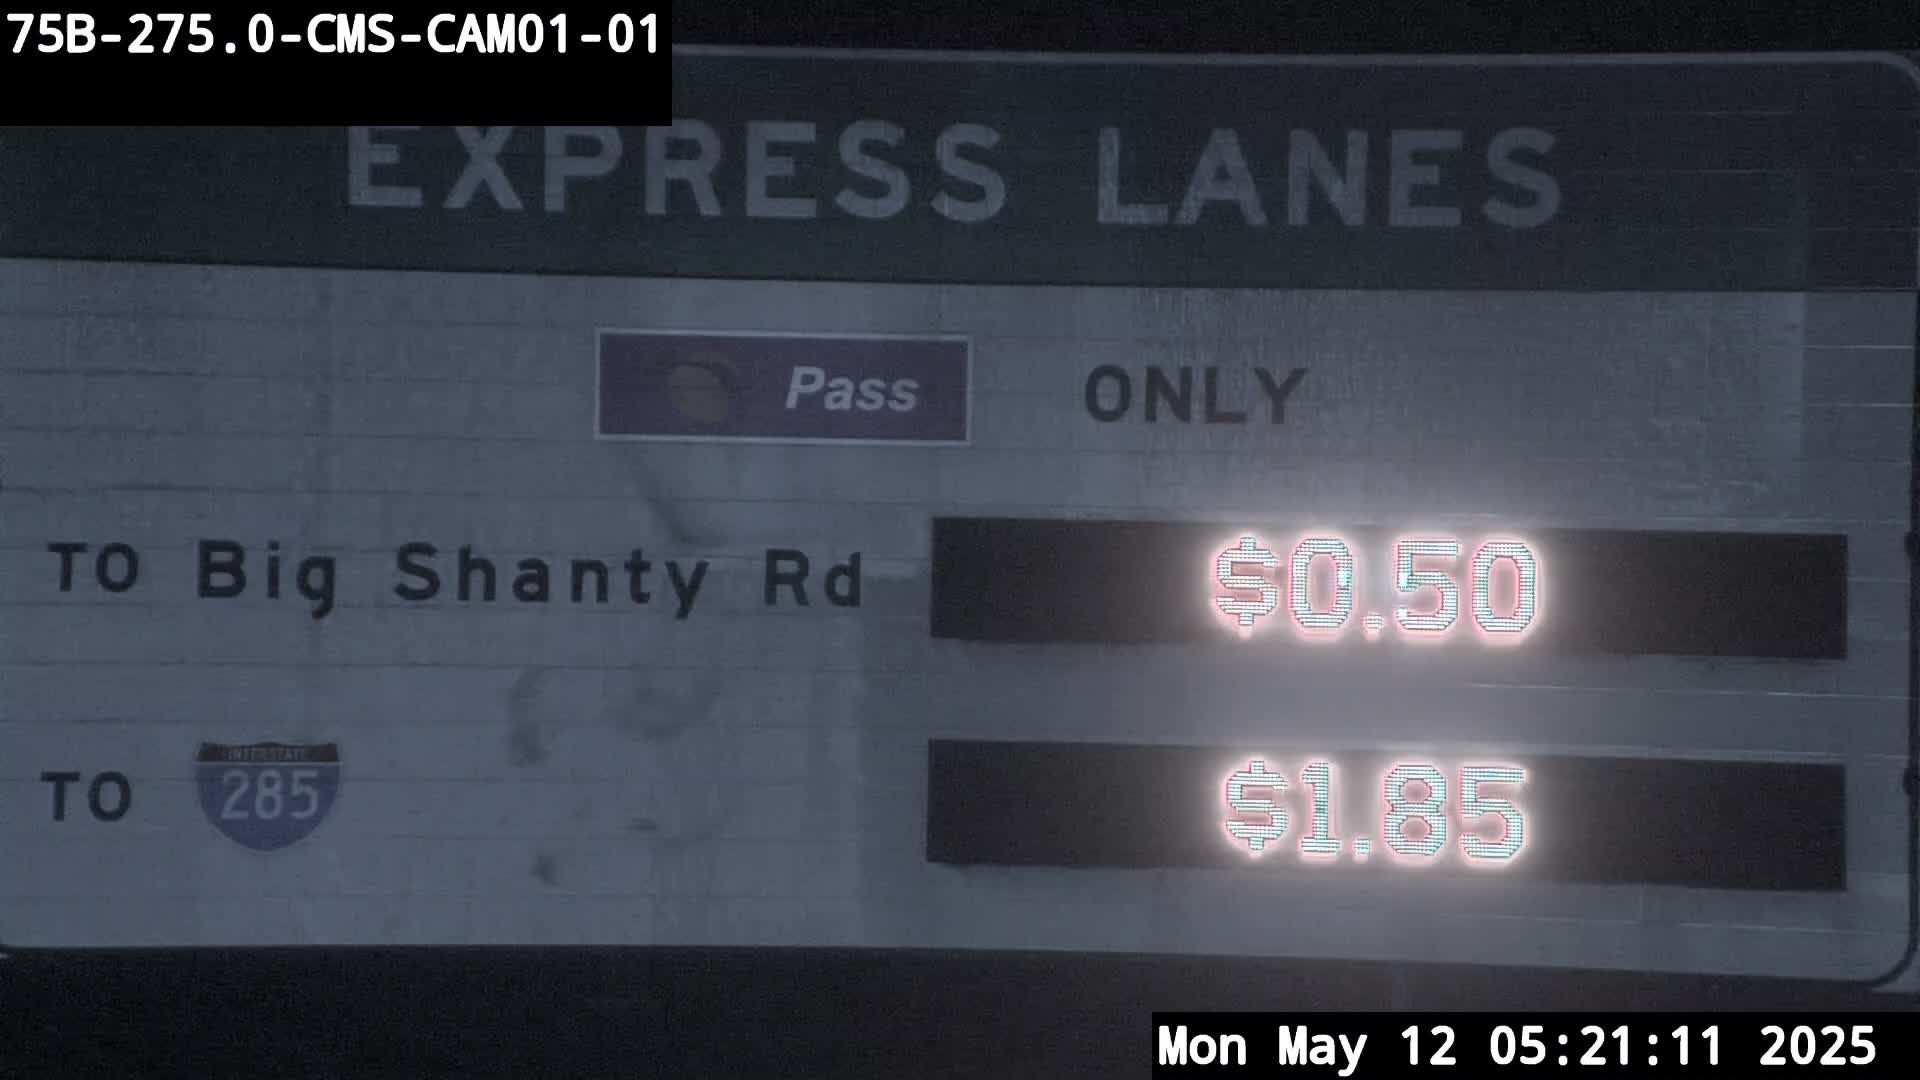 75B-275.0-CMS-CAM01-01
EXPRESS LANES
Pass ONLY
TO Big Shanty Rd $0.50
INTERSTATE
TO 285 $1.85
Mon May 12 05:21:11 2025